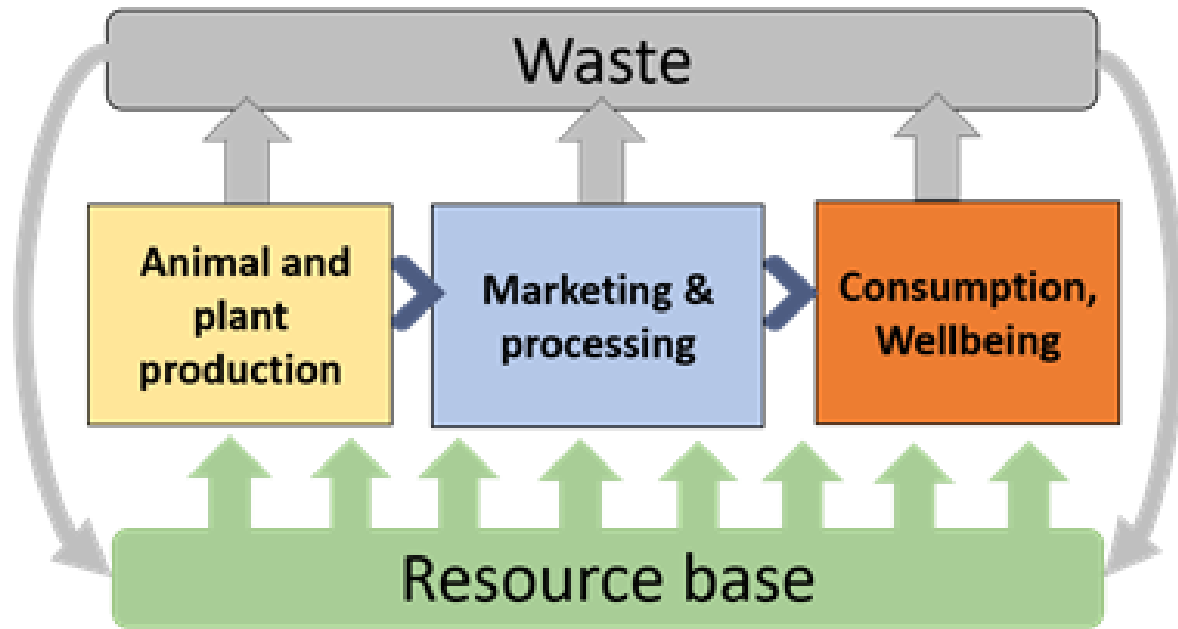 Waste
Animal and
plant
production
Marketing &
processing
Consumption,
Wellbeing
Resource base